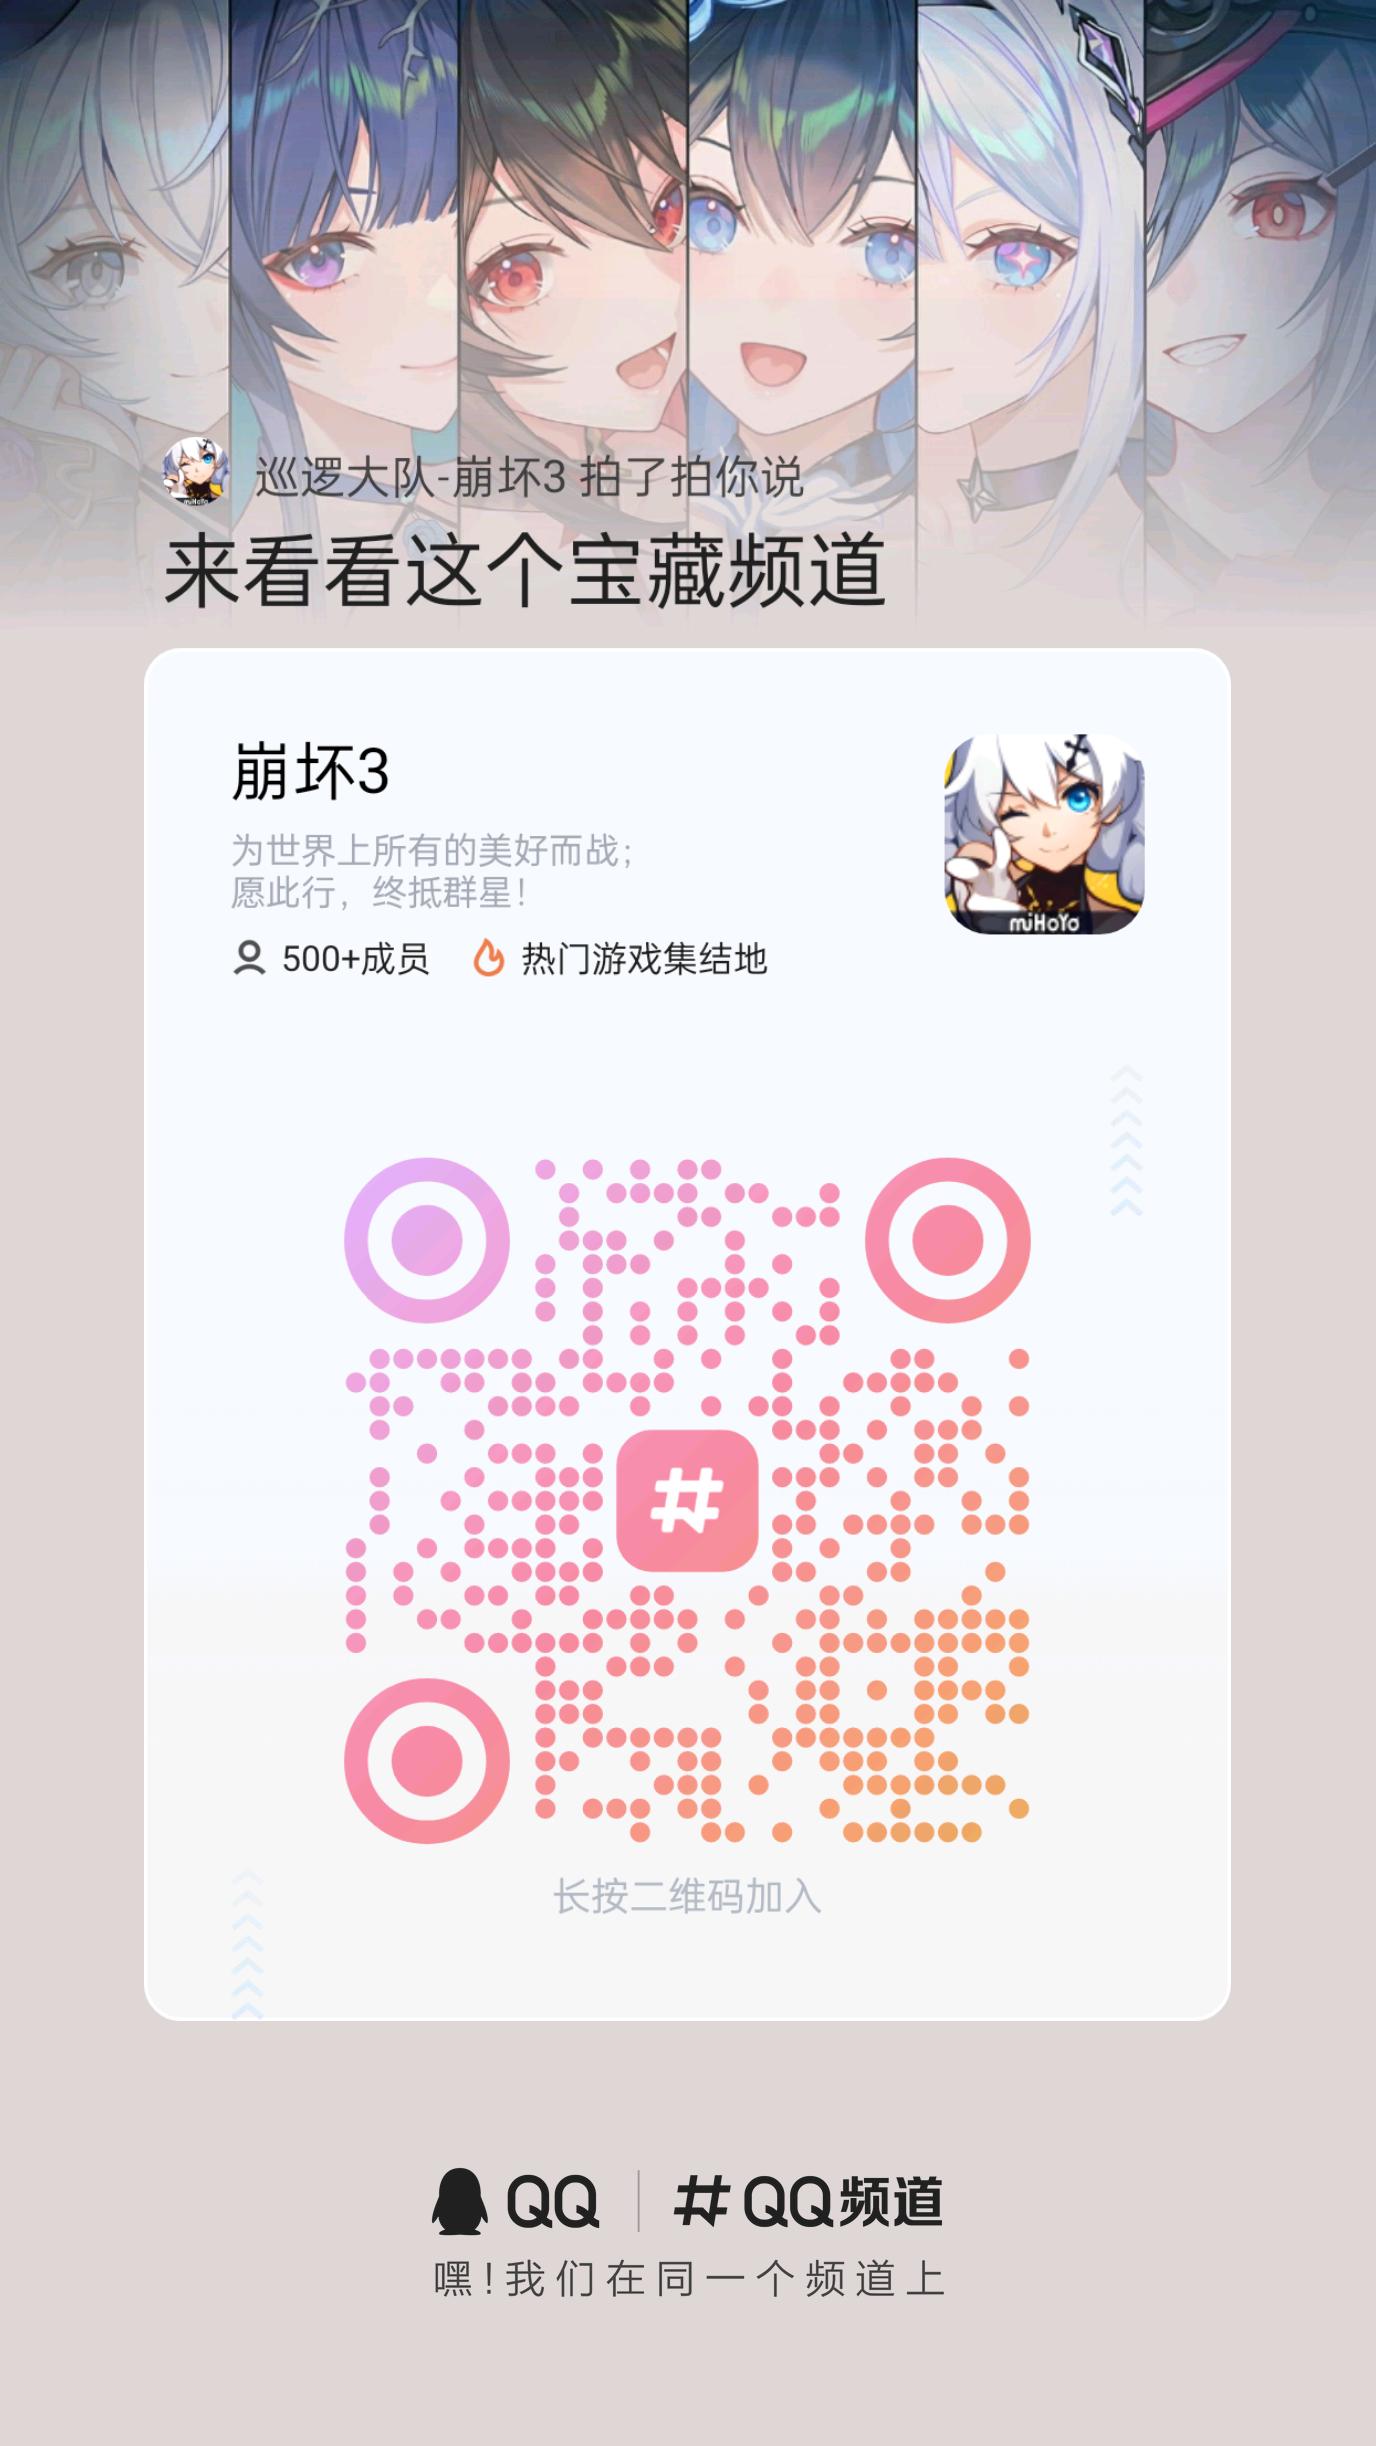 巡逻大队-崩坏3 拍了拍你说
来看看这个宝藏频道
崩坏3
为世界上所有的美好而战；
愿此行，终抵群星！
miHoYo
500+成员 热门游戏集结地
长按二维码加入
QQ QQ频道
嘿！我们在同一个频道上